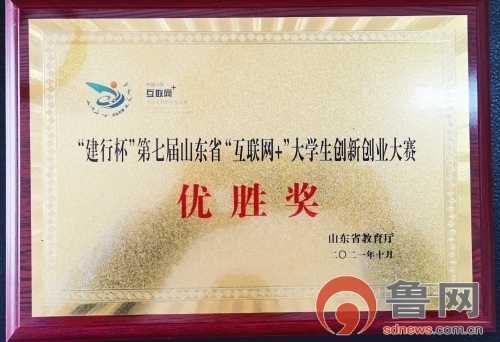 互联网+
“建行杯”第七届山东省“互联网+”大学生创新创业大赛
优胜奖
山东省教育厅
二〇二一年十月
鲁网
sdnews.com.cn